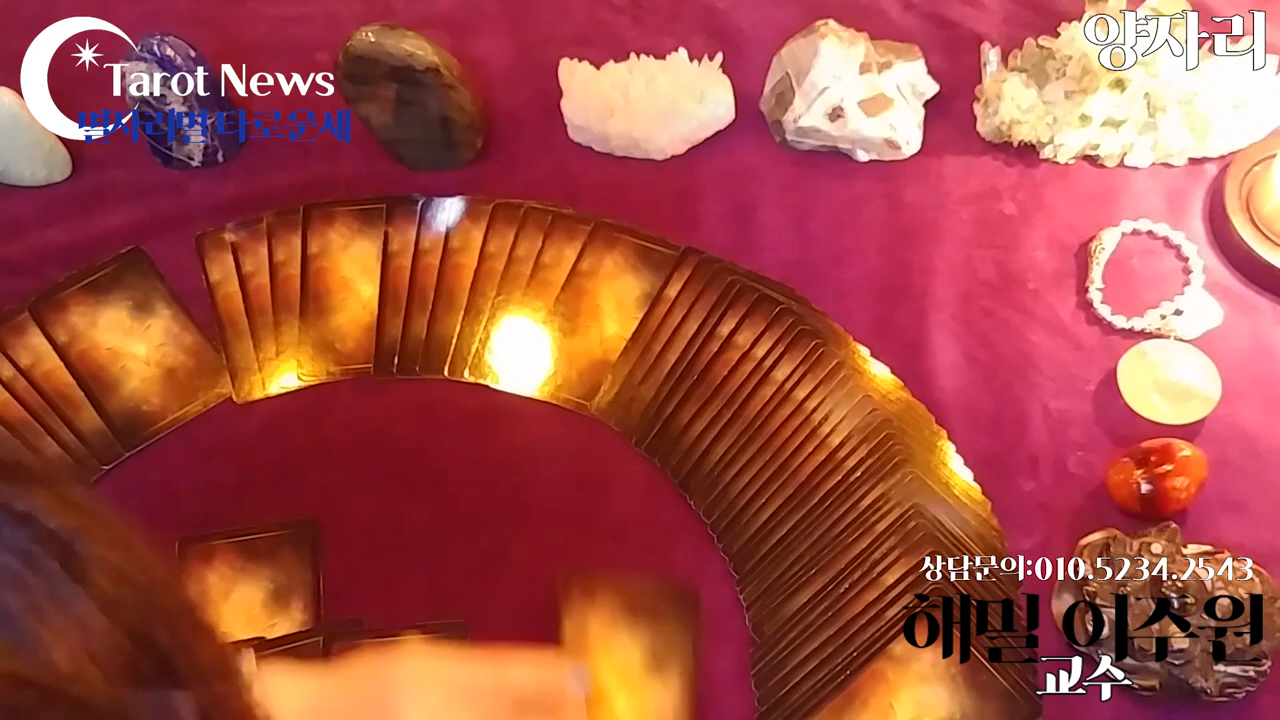 양자리
Tarot News
별자리별 타로운세
상담문의:010.5234.2543
해밀 이주원
교수